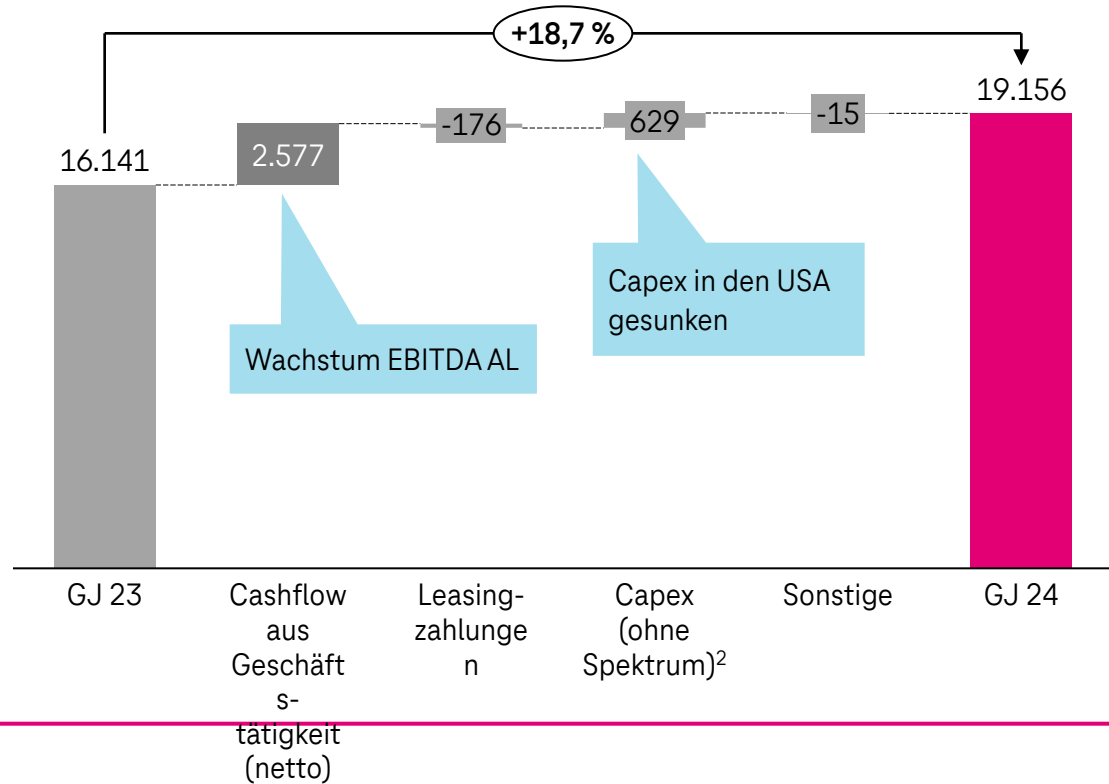 +18,7 %
16.141
2.577
-176
629
-15
19.156
Wachstum EBITDA AL
Capex in den USA
gesunken
GJ 23
Cashflow
aus
Geschäft
s-
tätigkeit
(netto)
Leasing-
zahlunge
n
Capex
(ohne
Spektrum)2
Sonstige
GJ 24